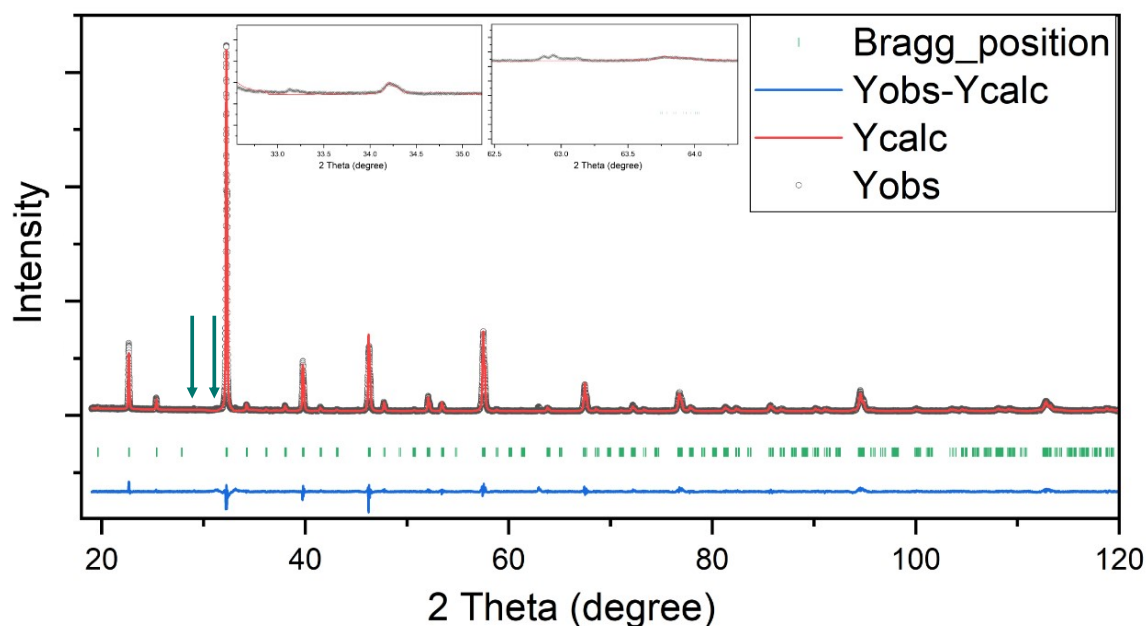 Bragg_position
Yobs-Ycalc
Ycalc
Yobs
33.0 33.5 34.0 34.5 35.0
2 Theta (degree)
62.5 63.0 63.5 64.0
2 Theta (degree)
Intensity
20 40 60 80 100 120
2 Theta (degree)